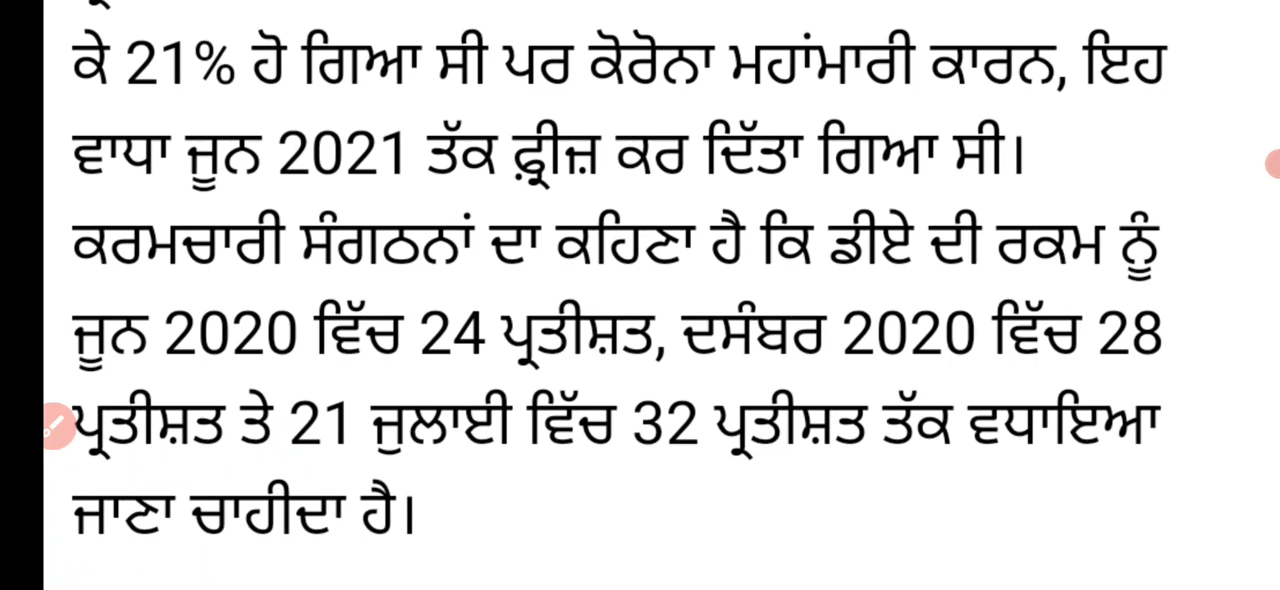 ਕੇ 21% ਹੋ ਗਿਆ ਸੀ ਪਰ ਕੋਰੋਨਾ ਮਹਾਂਮਾਰੀ ਕਾਰਨ, ਇਹ
ਵਾਧਾ ਜੂਨ 2021 ਤੱਕ ਫ਼੍ਰੀਜ਼ ਕਰ ਦਿੱਤਾ ਗਿਆ ਸੀ।
ਕਰਮਚਾਰੀ ਸੰਗਠਨਾਂ ਦਾ ਕਹਿਣਾ ਹੈ ਕਿ ਡੀਏ ਦੀ ਰਕਮ ਨੂੰ
ਜੂਨ 2020 ਵਿੱਚ 24 ਪ੍ਰਤੀਸ਼ਤ, ਦਸੰਬਰ 2020 ਵਿੱਚ 28
ਪ੍ਰਤੀਸ਼ਤ ਤੇ 21 ਜੁਲਾਈ ਵਿੱਚ 32 ਪ੍ਰਤੀਸ਼ਤ ਤੱਕ ਵਧਾਇਆ
ਜਾਣਾ ਚਾਹੀਦਾ ਹੈ।